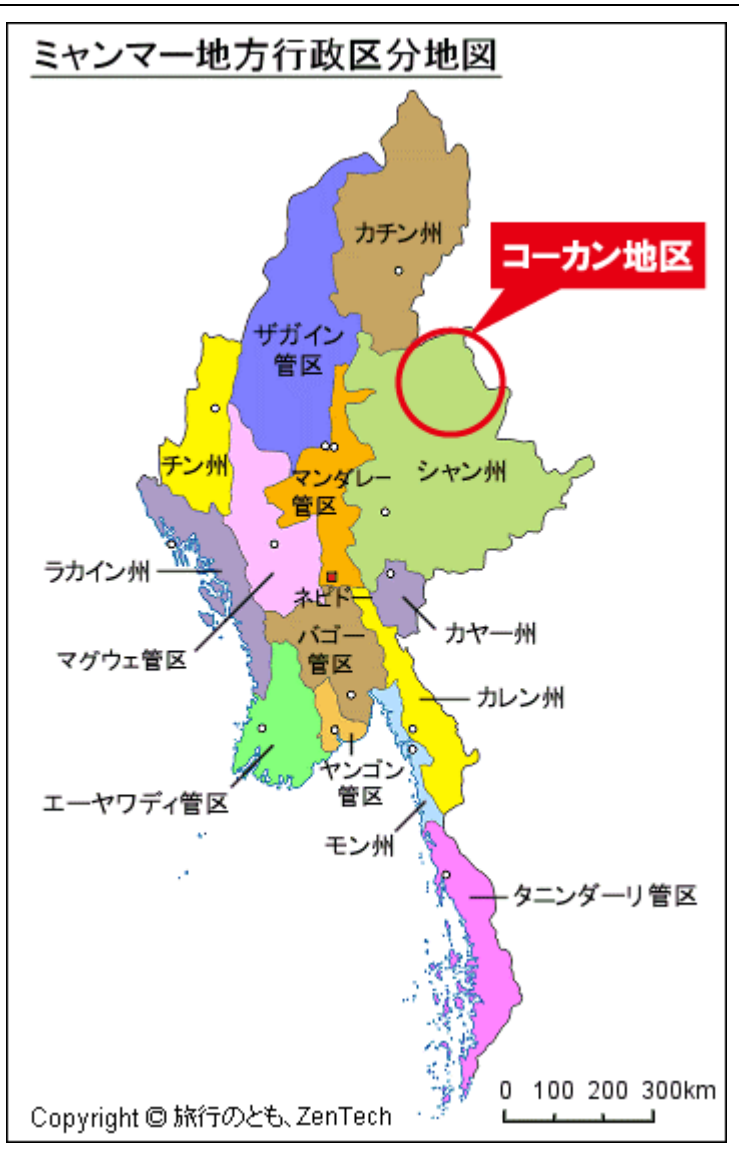 ミャンマー地方行政区分地図
カチン州
コーカン地区
ザガイン
管区
チン州
マンダレー
管区
シャン州
ラカイン州
ネピドー
カヤー州
マグウェ管区
バゴー
管区
カレン州
ヤンゴン
管区
エーヤワディ管区
モン州
タニンダーリ管区
0 100 200 300km
Copyright © 旅行のとも、ZenTech